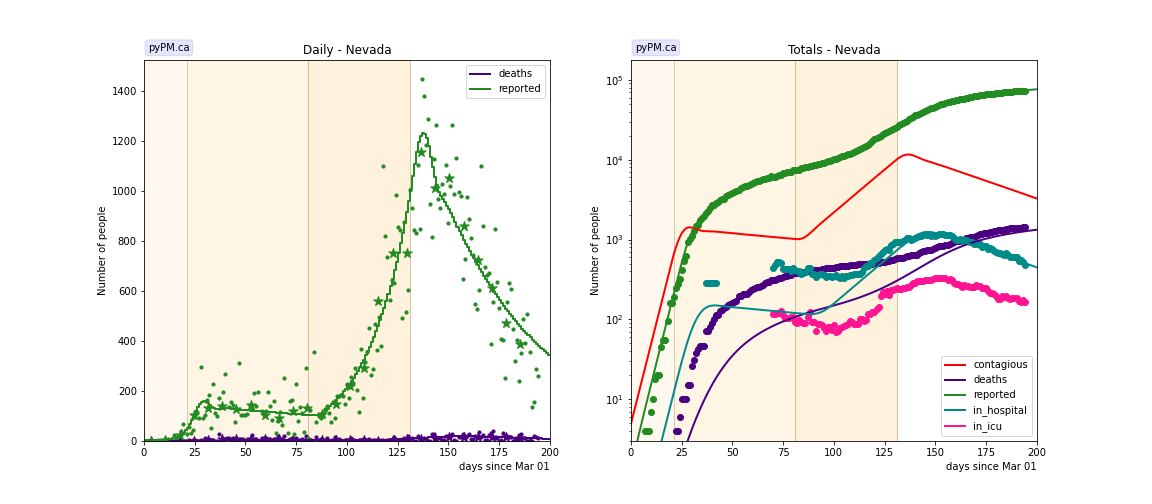 pyPM.ca
Daily - Nevada
deaths
reported
Number of people
1400
1200
1000
800
600
400
200
0
0 25 50 75 100 125 150 175 200
days since Mar 01
pyPM.ca
Totals - Nevada
Number of people
10^5
10^4
10^3
10^2
10^1
contagious
deaths
reported
in_hospital
in_icu
0 25 50 75 100 125 150 175 200
days since Mar 01